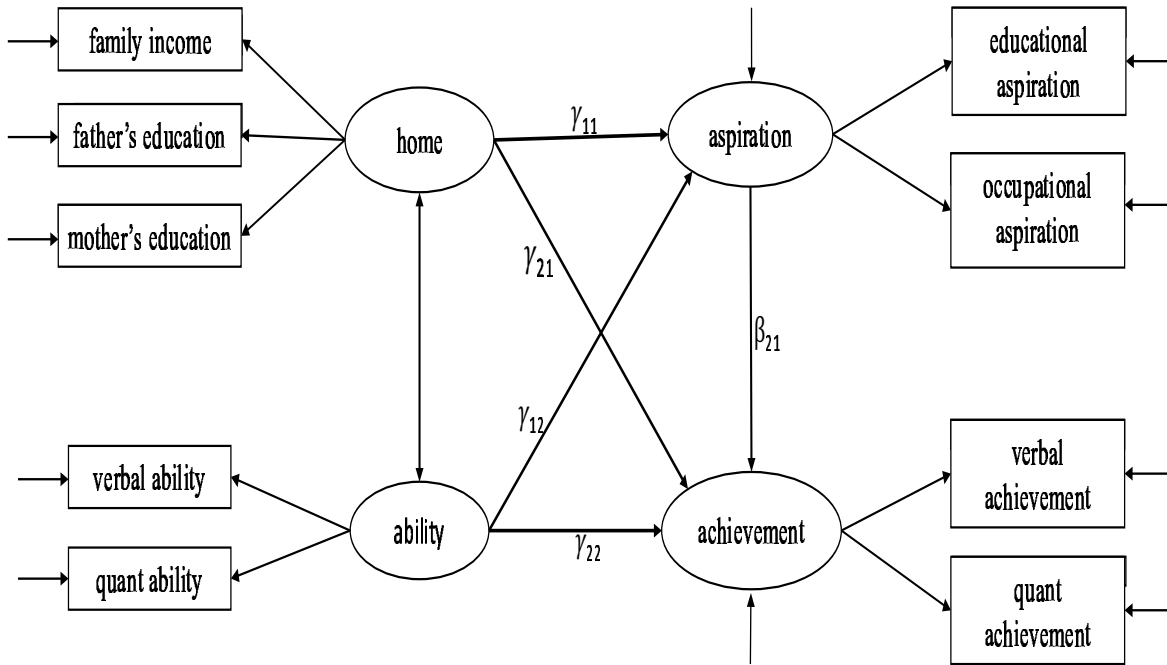 family income
father's education
mother's education
home
γ11
aspiration
educational
aspiration
occupational
aspiration
γ21
γ12
β21
verbal ability
quant ability
ability
γ22
achievement
verbal
achievement
quant
achievement